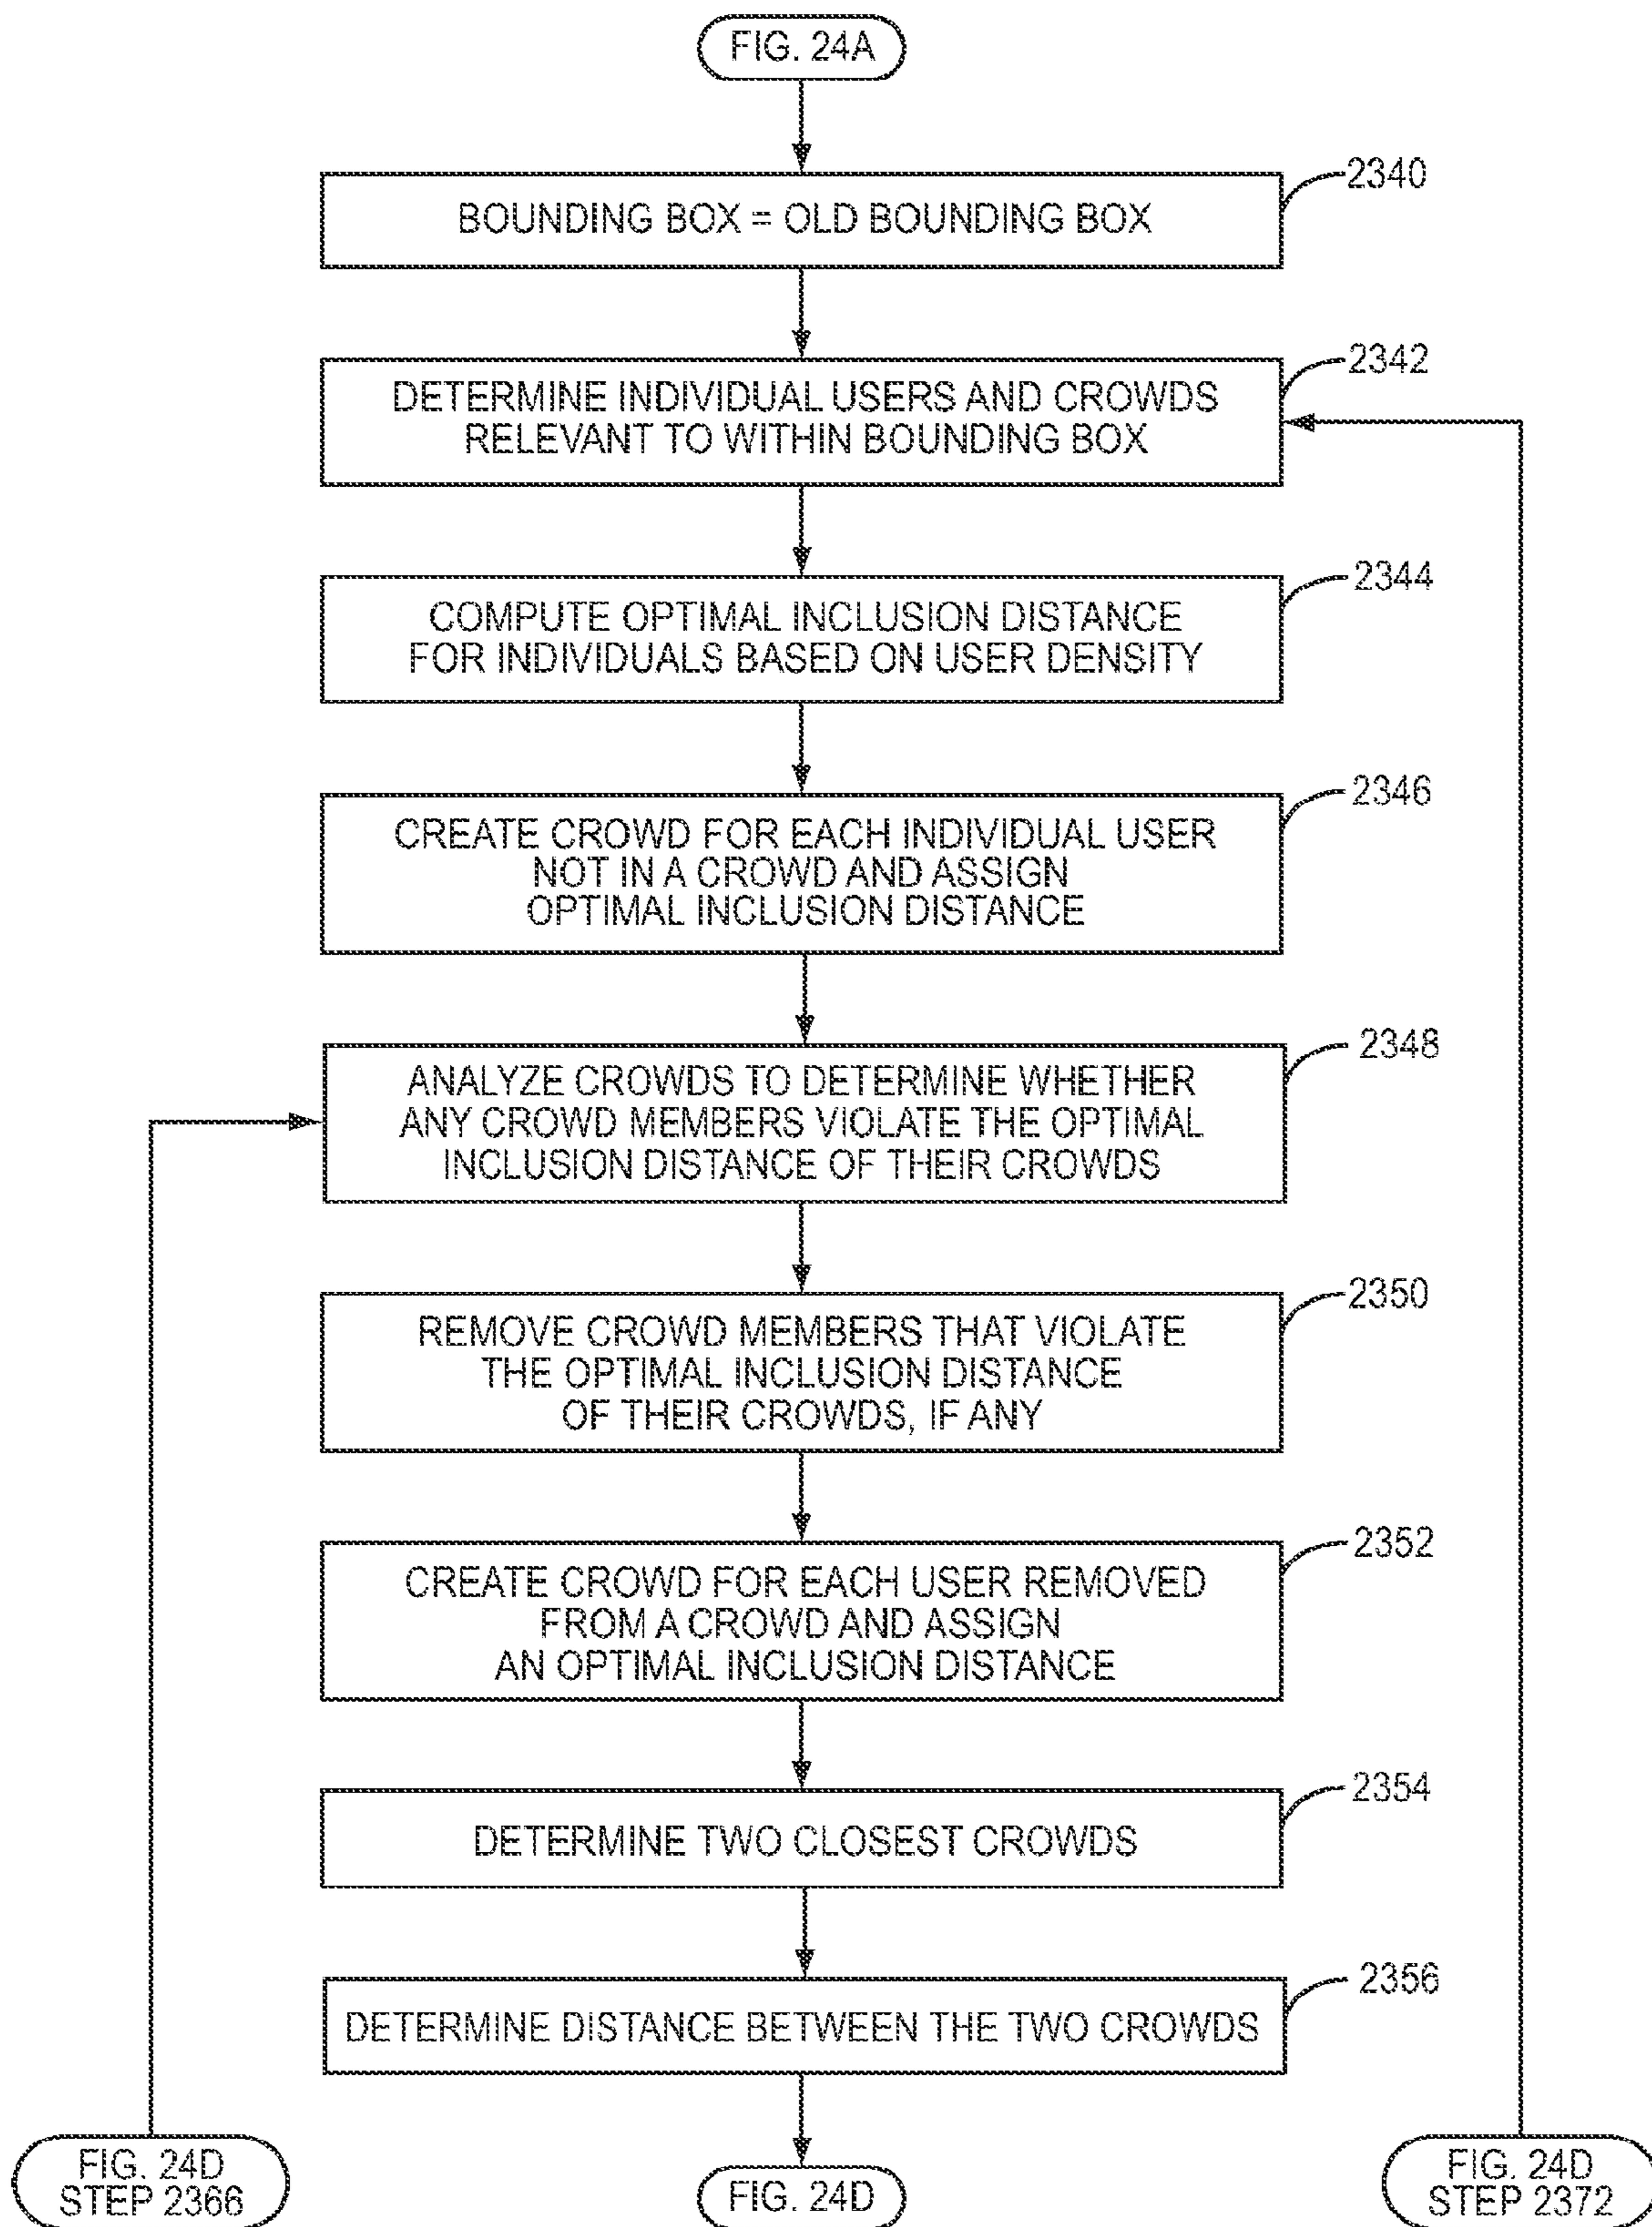 FIG. 24A
2340
BOUNDING BOX = OLD BOUNDING BOX
2342
DETERMINE INDIVIDUAL USERS AND CROWDS
RELEVANT TO WITHIN BOUNDING BOX
2344
COMPUTE OPTIMAL INCLUSION DISTANCE
FOR INDIVIDUALS BASED ON USER DENSITY
2346
CREATE CROWD FOR EACH INDIVIDUAL USER
NOT IN A CROWD AND ASSIGN
OPTIMAL INCLUSION DISTANCE
2348
ANALYZE CROWDS TO DETERMINE WHETHER
ANY CROWD MEMBERS VIOLATE THE OPTIMAL
INCLUSION DISTANCE OF THEIR CROWDS
2350
REMOVE CROWD MEMBERS THAT VIOLATE
THE OPTIMAL INCLUSION DISTANCE
OF THEIR CROWDS, IF ANY
2352
CREATE CROWD FOR EACH USER REMOVED
FROM A CROWD AND ASSIGN
AN OPTIMAL INCLUSION DISTANCE
2354
DETERMINE TWO CLOSEST CROWDS
2356
DETERMINE DISTANCE BETWEEN THE TWO CROWDS
FIG. 24D
STEP 2366
FIG. 24D
FIG. 24D
STEP 2372